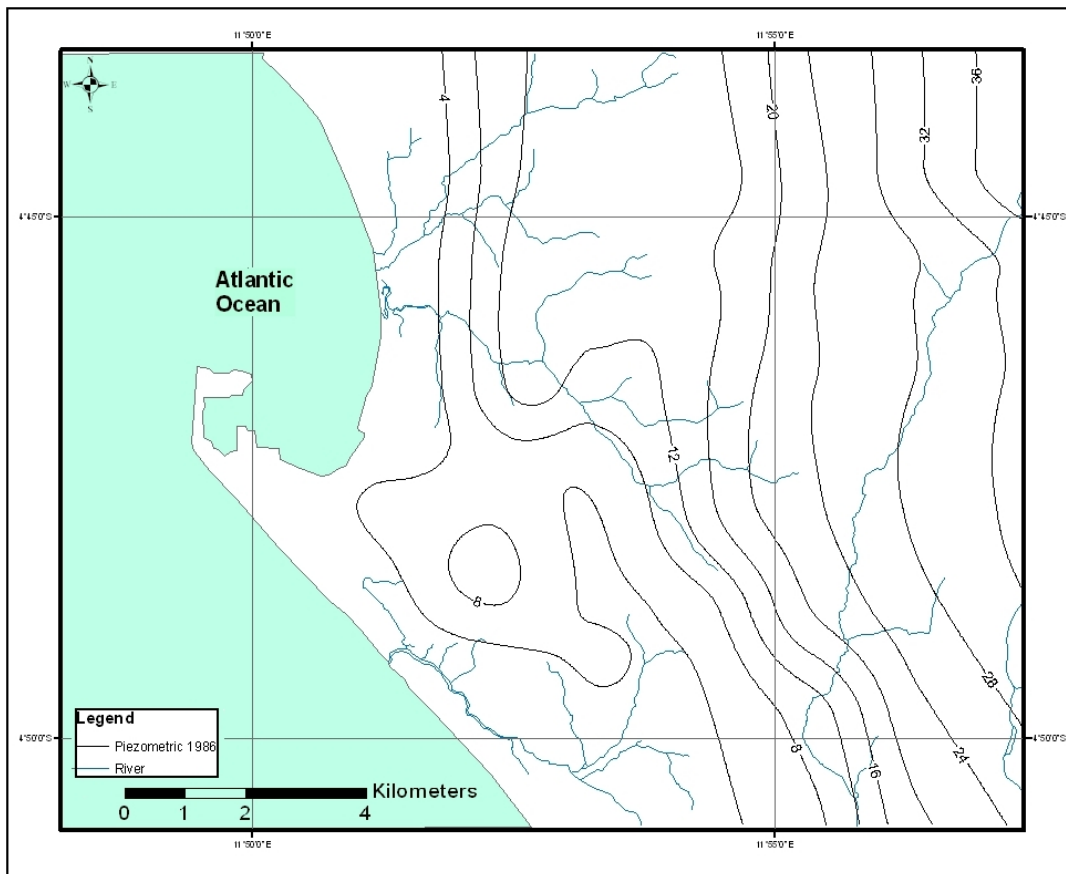 11°50'0"E 11°55'0"E
N
W E
S
4 20 32 36
4°45'0"S 4°45'0"S
Atlantic
Ocean
12
8
28
Legend
Piezometric 1986
River
4°50'0"S 4°50'0"S
8 16 24
Kilometers
0 1 2 4
11°50'0"E 11°55'0"E